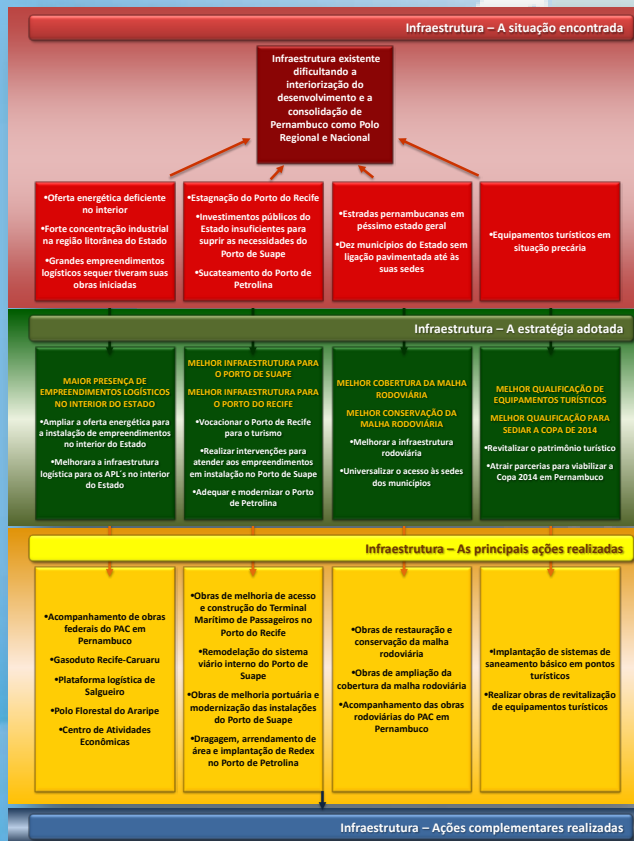 Infraestrutura – A situação encontrada
Infraestrutura existente
dificultando a
interiorização do
desenvolvimento e a
consolidação de
Pernambuco como Polo
Regional e Nacional
•Oferta energética deficiente
no interior
•Forte concentração industrial
na região litorânea do Estado
•Grandes empreendimentos
logísticos sequer tiveram suas
obras iniciadas
•Estagnação do Porto do Recife
•Investimentos públicos do
Estado insuficientes para
suprir as necessidades do
Porto de Suape
•Sucateamento do Porto de
Petrolina
•Estradas pernambucanas em
péssimo estado geral
•Dez municípios do Estado sem
ligação pavimentada até às
suas sedes
•Equipamentos turísticos em
situação precária
Infraestrutura – A estratégia adotada
MAIOR PRESENÇA DE
EMPREENDIMENTOS LOGÍSTICOS
NO INTERIOR DO ESTADO
•Ampliar a oferta energética para
a instalação de empreendimentos
no interior do Estado
•Melhorara a infraestrutura
logística para os APL´s no interior
do Estado
MELHOR INFRAESTRUTURA PARA
O PORTO DE SUAPE
MELHOR INFRAESTRUTURA PARA
O PORTO DO RECIFE
•Vocacionar o Porto de Recife
para o turismo
•Realizar intervenções para
atender aos empreendimentos
em instalação no Porto de Suape
•Adequar e modernizar o Porto
de Petrolina
MELHOR COBERTURA DA MALHA
RODOVIÁRIA
MELHOR CONSERVAÇÃO DA
MALHA RODOVIÁRIA
•Melhorar a infraestrutura
rodoviária
•Universalizar o acesso às sedes
dos municípios
MELHOR QUALIFICAÇÃO DE
EQUIPAMENTOS TURÍSTICOS
MELHOR QUALIFICAÇÃO PARA
SEDIAR A COPA DE 2014
•Revitalizar o patrimônio turístico
•Atrair parcerias para viabilizar a
Copa 2014 em Pernambuco
Infraestrutura – As principais ações realizadas
•Acompanhamento de obras
federais do PAC em
Pernambuco
•Gasoduto Recife-Caruaru
•Plataforma logística de
Salgueiro
•Polo Florestal do Araripe
•Centro de Atividades
Econômicas
•Obras de melhoria de acesso
e construção do Terminal
Marítimo de Passageiros no
Porto do Recife
•Remodelação do sistema
viário interno do Porto de
Suape
•Obras de melhoria portuária e
modernização das instalações
do Porto de Suape
•Dragagem, arrendamento de
área e implantação de Redex
no Porto de Petrolina
•Obras de restauração e
conservação da malha
rodoviária
•Obras de ampliação da
cobertura da malha rodoviária
•Acompanhamento das obras
rodoviárias do PAC em
Pernambuco
•Implantação de sistemas de
saneamento básico em pontos
turísticos
•Realizar obras de revitalização
de equipamentos turísticos
Infraestrutura – Ações complementares realizadas